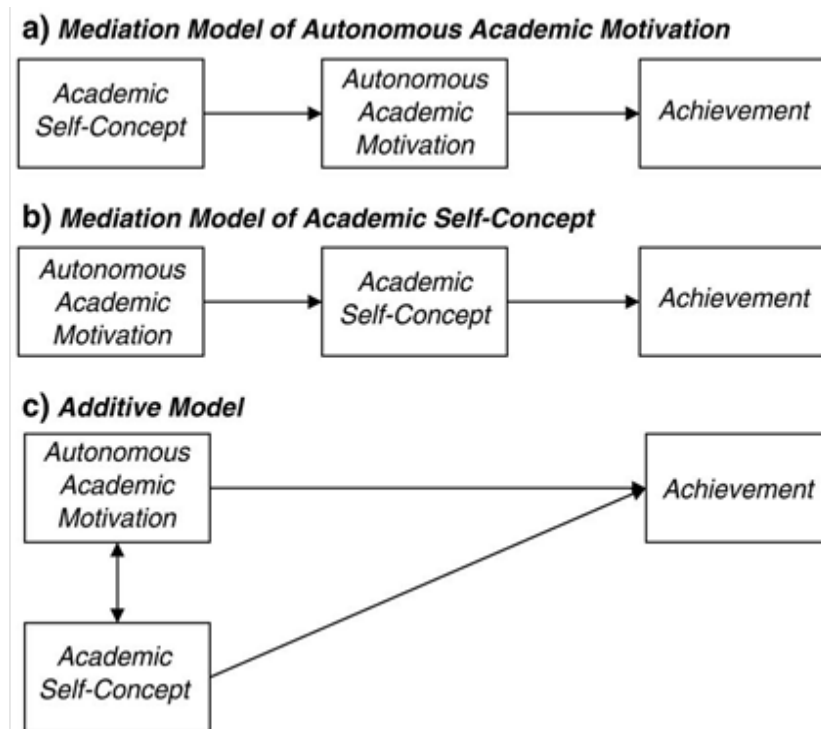 a) Mediation Model of Autonomous Academic Motivation
Academic
Self-Concept
Autonomous
Academic
Motivation
Achievement
b) Mediation Model of Academic Self-Concept
Autonomous
Academic
Motivation
Academic
Self-Concept
Achievement
c) Additive Model
Autonomous
Academic
Motivation
Achievement
Academic
Self-Concept